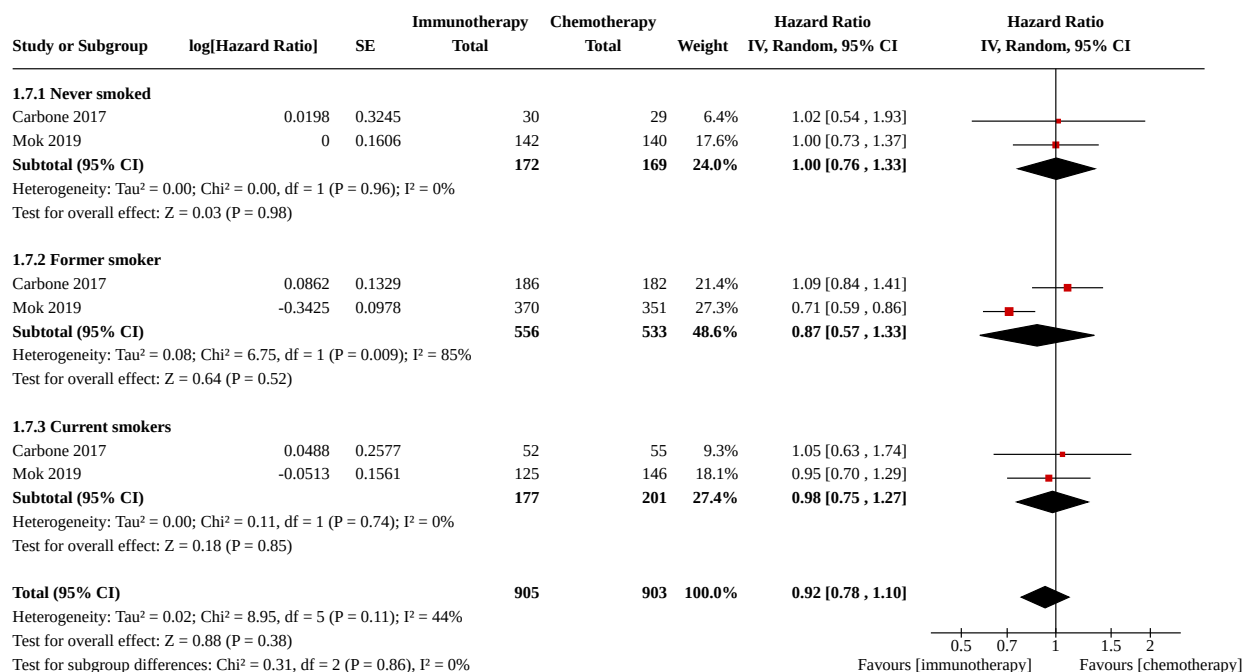 Immunotherapy Chemotherapy Hazard Ratio Hazard Ratio
Study or Subgroup log[Hazard Ratio] SE Total Total Weight IV, Random, 95% CI IV, Random, 95% CI
1.7.1 Never smoked
Carbone 2017 0.0198 0.3245 30 29 6.4% 1.02 [0.54 , 1.93]
Mok 2019 0 0.1606 142 140 17.6% 1.00 [0.73 , 1.37]
Subtotal (95% CI) 172 169 24.0% 1.00 [0.76 , 1.33]
Heterogeneity: Tau² = 0.00; Chi² = 0.00, df = 1 (P = 0.96); I² = 0%
Test for overall effect: Z = 0.03 (P = 0.98)
1.7.2 Former smoker
Carbone 2017 0.0862 0.1329 186 182 21.4% 1.09 [0.84 , 1.41]
Mok 2019 -0.3425 0.0978 370 351 27.3% 0.71 [0.59 , 0.86]
Subtotal (95% CI) 556 533 48.6% 0.87 [0.57 , 1.33]
Heterogeneity: Tau² = 0.08; Chi² = 6.75, df = 1 (P = 0.009); I² = 85%
Test for overall effect: Z = 0.64 (P = 0.52)
1.7.3 Current smokers
Carbone 2017 0.0488 0.2577 52 55 9.3% 1.05 [0.63 , 1.74]
Mok 2019 -0.0513 0.1561 125 146 18.1% 0.95 [0.70 , 1.29]
Subtotal (95% CI) 177 201 27.4% 0.98 [0.75 , 1.27]
Heterogeneity: Tau² = 0.00; Chi² = 0.11, df = 1 (P = 0.74); I² = 0%
Test for overall effect: Z = 0.18 (P = 0.85)
Total (95% CI) 905 903 100.0% 0.92 [0.78 , 1.10]
Heterogeneity: Tau² = 0.02; Chi² = 8.95, df = 5 (P = 0.11); I² = 44%
Test for overall effect: Z = 0.88 (P = 0.38) 0.5 0.7 1 1.5 2
Test for subgroup differences: Chi² = 0.31, df = 2 (P = 0.86), I² = 0% Favours [immunotherapy] Favours [chemotherapy]